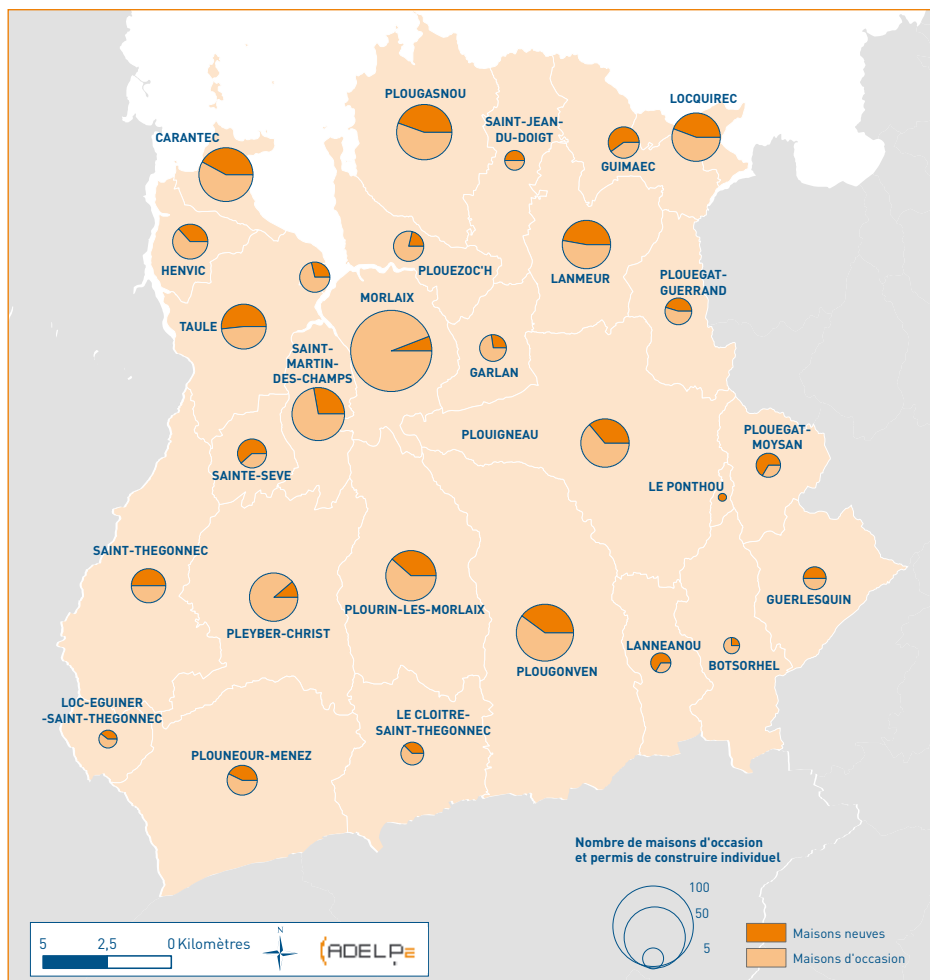 PLOUGASNOU
LOCQUIREC
SAINT-JEAN-
DU-DOIGT
CARANTEC
GUIMAEC
HENVIC
PLOUEZOC'H
LANMEUR
PLOUEGAT-
GUERRAND
MORLAIX
TAULE
SAINT-
MARTIN-
DES-CHAMPS
GARLAN
PLOUIGNEAU
PLOUEGAT-
MOYSAN
SAINTE-SEVE
LE PONTHOU
SAINT-THEGONNEC
PLEYBER-CHRIST
PLOURIN-LES-MORLAIX
GUERLESQUIN
PLOUGONVEN
LANNEANOU
BOTSORHEL
LOC-EGUINER
-SAINT-THEGONNEC
LE CLOITRE-
SAINT-THEGONNEC
PLOUNEOUR-MENEZ
Nombre de maisons d'occasion
et permis de construire individuel
100
50
5
Maisons neuves
Maisons d'occasion
5 2,5 0 Kilomètres
N
ADELPe